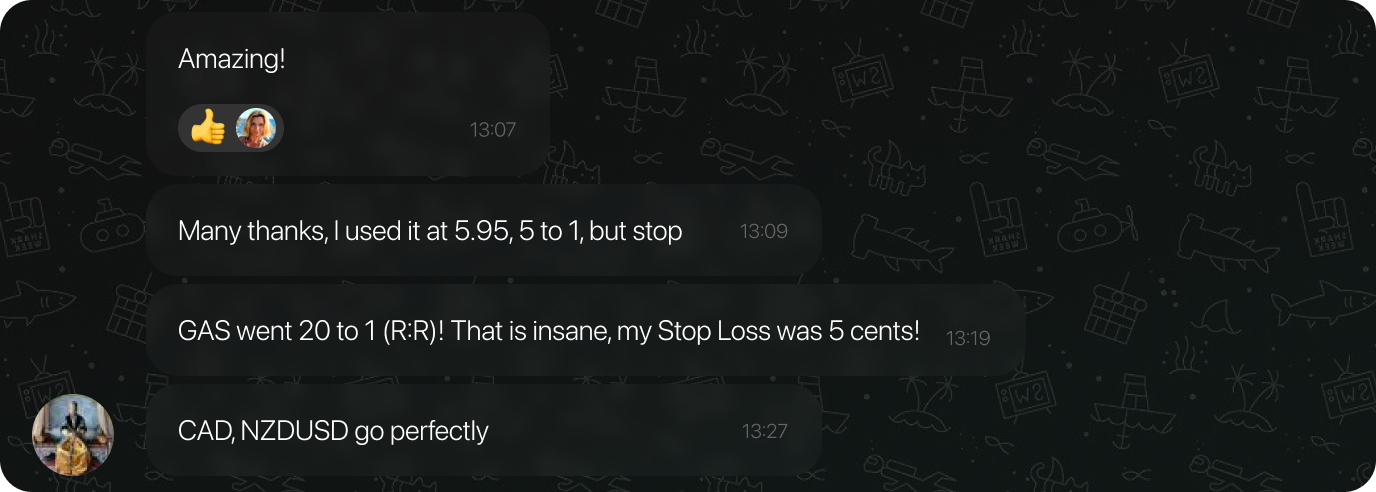 Amazing!
👍 13:07
Many thanks, I used it at 5.95, 5 to 1, but stop 13:09
GAS went 20 to 1 (R:R)! That is insane, my Stop Loss was 5 cents! 13:19
CAD, NZDUSD go perfectly 13:27